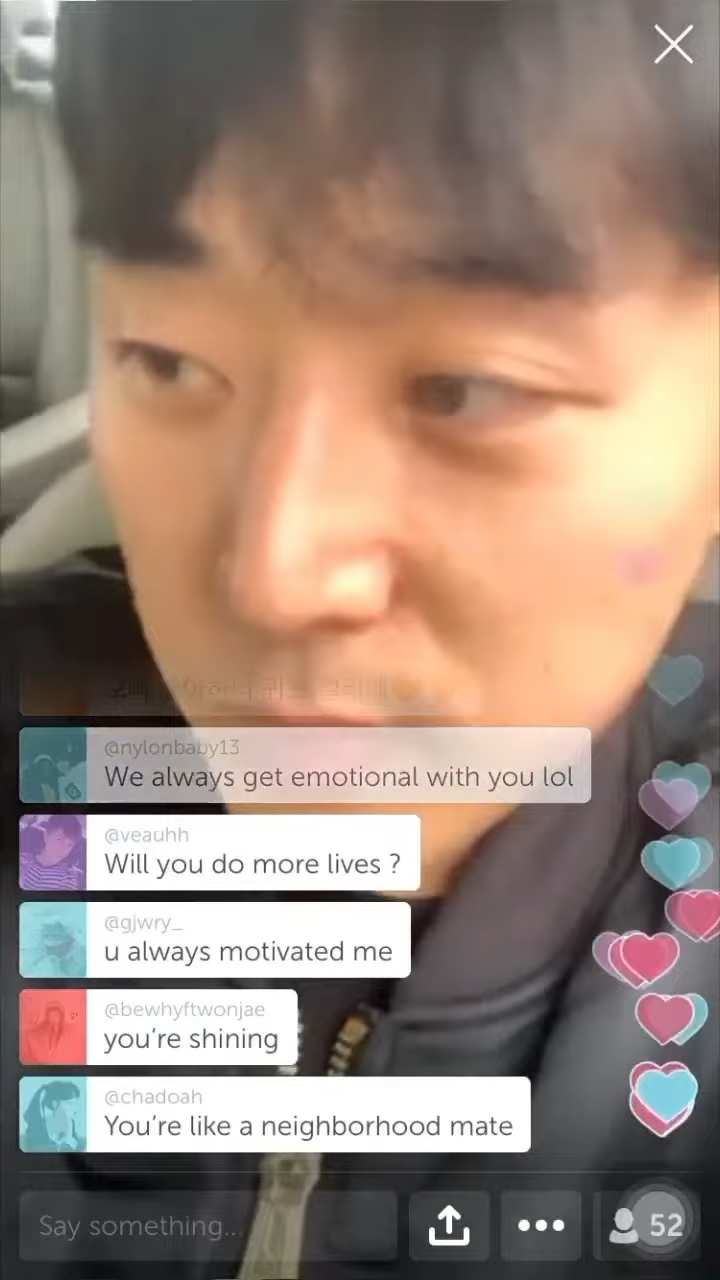 @nylonbaby13
We always get emotional with you lol
@veauhh
Will you do more lives ?
@gjwry_
u always motivated me
@bewhyftwonjae
you're shining
@chadoah
You're like a neighborhood mate
Say something...
52